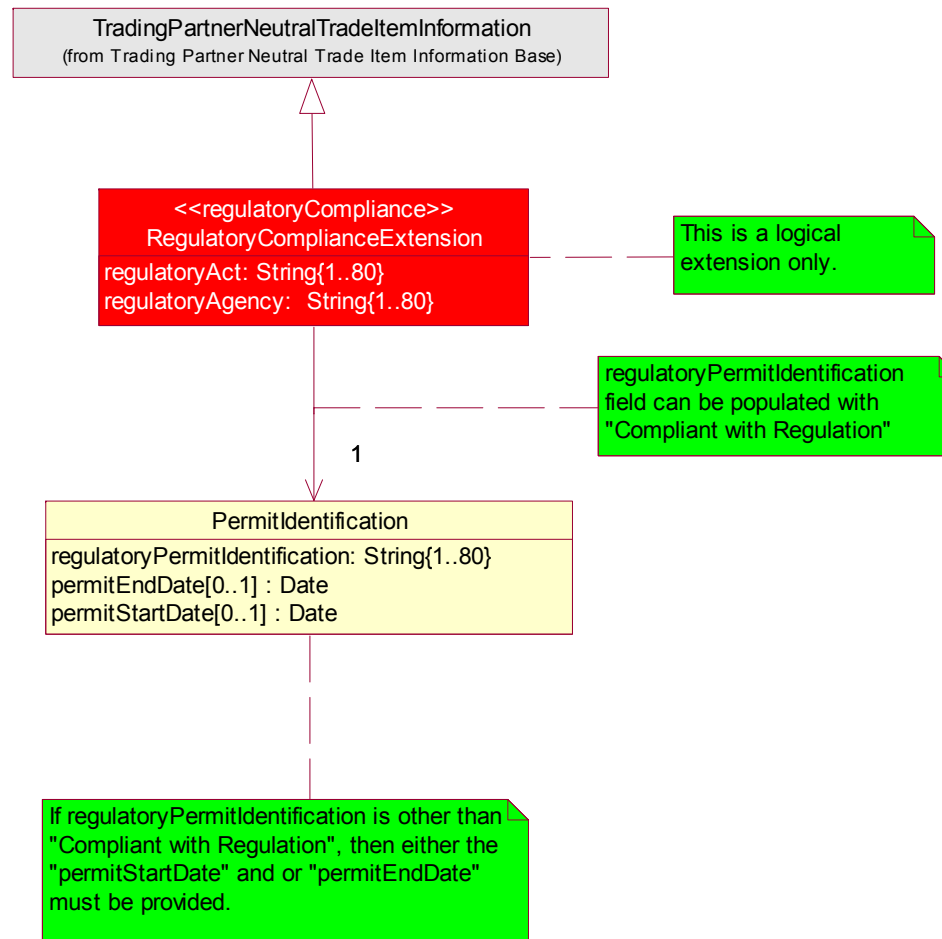 TradingPartnerNeutralTradeItemInformation
(from Trading Partner Neutral Trade Item Information Base)
<<regulatoryCompliance>>
RegulatoryComplianceExtension
regulatoryAct: String{1..80}
regulatoryAgency:  String{1..80}
This is a logical
extension only.
regulatoryPermitIdentification
field can be populated with
"Compliant with Regulation"
1
PermitIdentification
regulatoryPermitIdentification: String{1..80}
permitEndDate[0..1] : Date
permitStartDate[0..1] : Date
If regulatoryPermitIdentification is other than
"Compliant with Regulation", then either the
"permitStartDate" and or "permitEndDate"
must be provided.